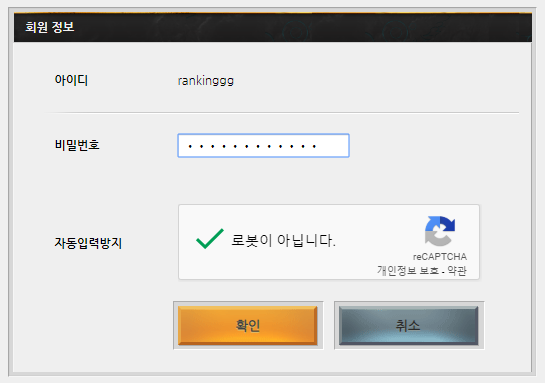 회원 정보
아이디 rankinggg
비밀번호 ••••••••••••
자동입력방지
로봇이 아닙니다.
reCAPTCHA
개인정보 보호 - 약관
확인 취소